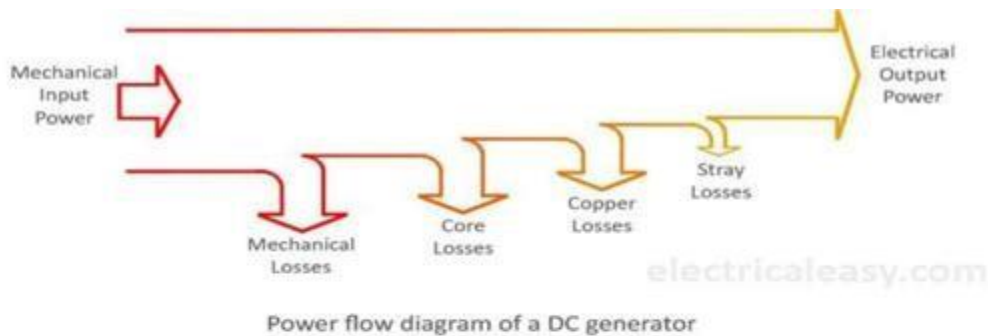 Mechanical
Input
Power
Electrical
Output
Power
Mechanical
Losses
Core
Losses
Copper
Losses
Stray
Losses
electricaleasy.com
Power flow diagram of a DC generator